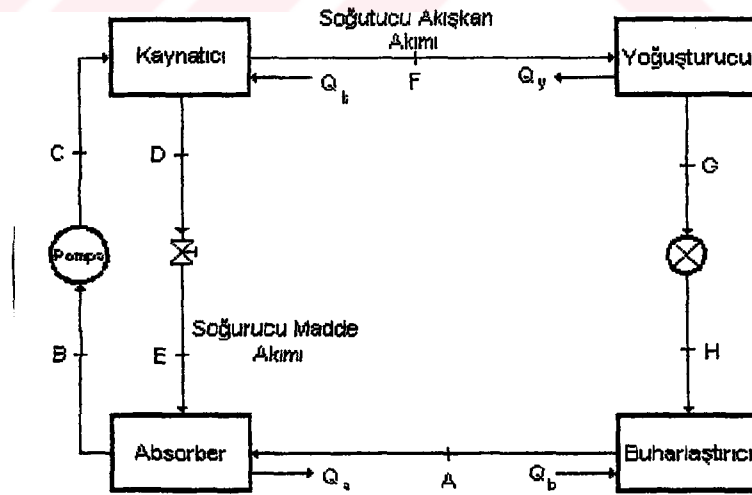 Soğutucu Akışkan
Akımı
Kaynatıcı
Yoğuşturucu
Q
F
Q y
C
D
G
Pompa
Soğurucu Madde
Akımı
B
E
H
Absorber
Buharlaştırıcı
Q a
A
Q b